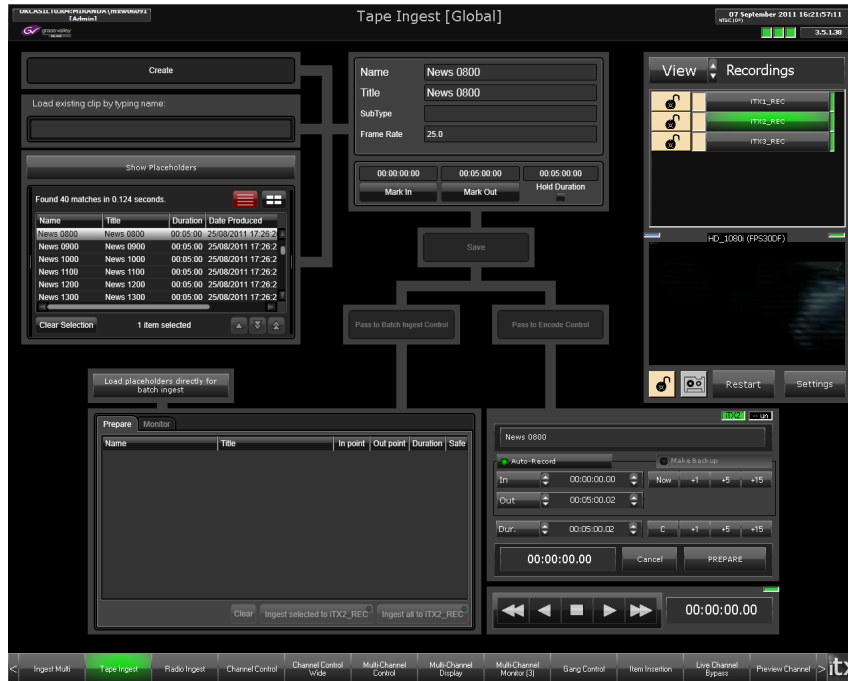 [Admin]
Tape Ingest [Global]
07 September 2011 16:21:57:11
NTSC (DF)
grass valley
3.5.1.38
Create
Load existing clip by typing name:
Show Placeholders
Found 40 matches in 0.124 seconds.
Name Title Duration Date Produced
News 0800 News 0800 00:05:00 25/08/2011 17:26:2
News 0900 News 0900 00:05:00 25/08/2011 17:26:2
News 1000 News 1000 00:05:00 25/08/2011 17:26:2
News 1100 News 1100 00:05:00 25/08/2011 17:26:2
News 1200 News 1200 00:05:00 25/08/2011 17:26:2
News 1300 News 1300 00:05:00 25/08/2011 17:26:2
Clear Selection 1 item selected
Name News 0800
Title News 0800
SubType
Frame Rate 25.0
00:00:00:00 00:05:00:00 00:05:00:00
Mark In Mark Out Hold Duration
Save
Pass to Batch Ingest Control
Pass to Encode Control
View Recordings
iTX1_REC
iTX2_REC
iTX3_REC
HD_1080i (FPS30DF)
Restart Settings
Load placeholders directly for
batch ingest
Prepare Monitor
Name Title In point Out point Duration Safe
Clear Ingest selected to iTX2_REC Ingest all to iTX2_REC
iTX2
News 0800
Auto-Record Make Backup
In 00:00:00.00 Now +1 +5 +15
Out 00:05:00.02
Dur. 00:05:00.02 C +1 +5 +15
00:00:00.00 Cancel PREPARE
00:00:00.00
< Ingest Multi Tape Ingest Radio Ingest Channel Control Channel Control Wide Multi-Channel Control Multi-Channel Display Multi-Channel Monitor [3] Gang Control Item Insertion Live Channel Bypass Preview Channel > itx